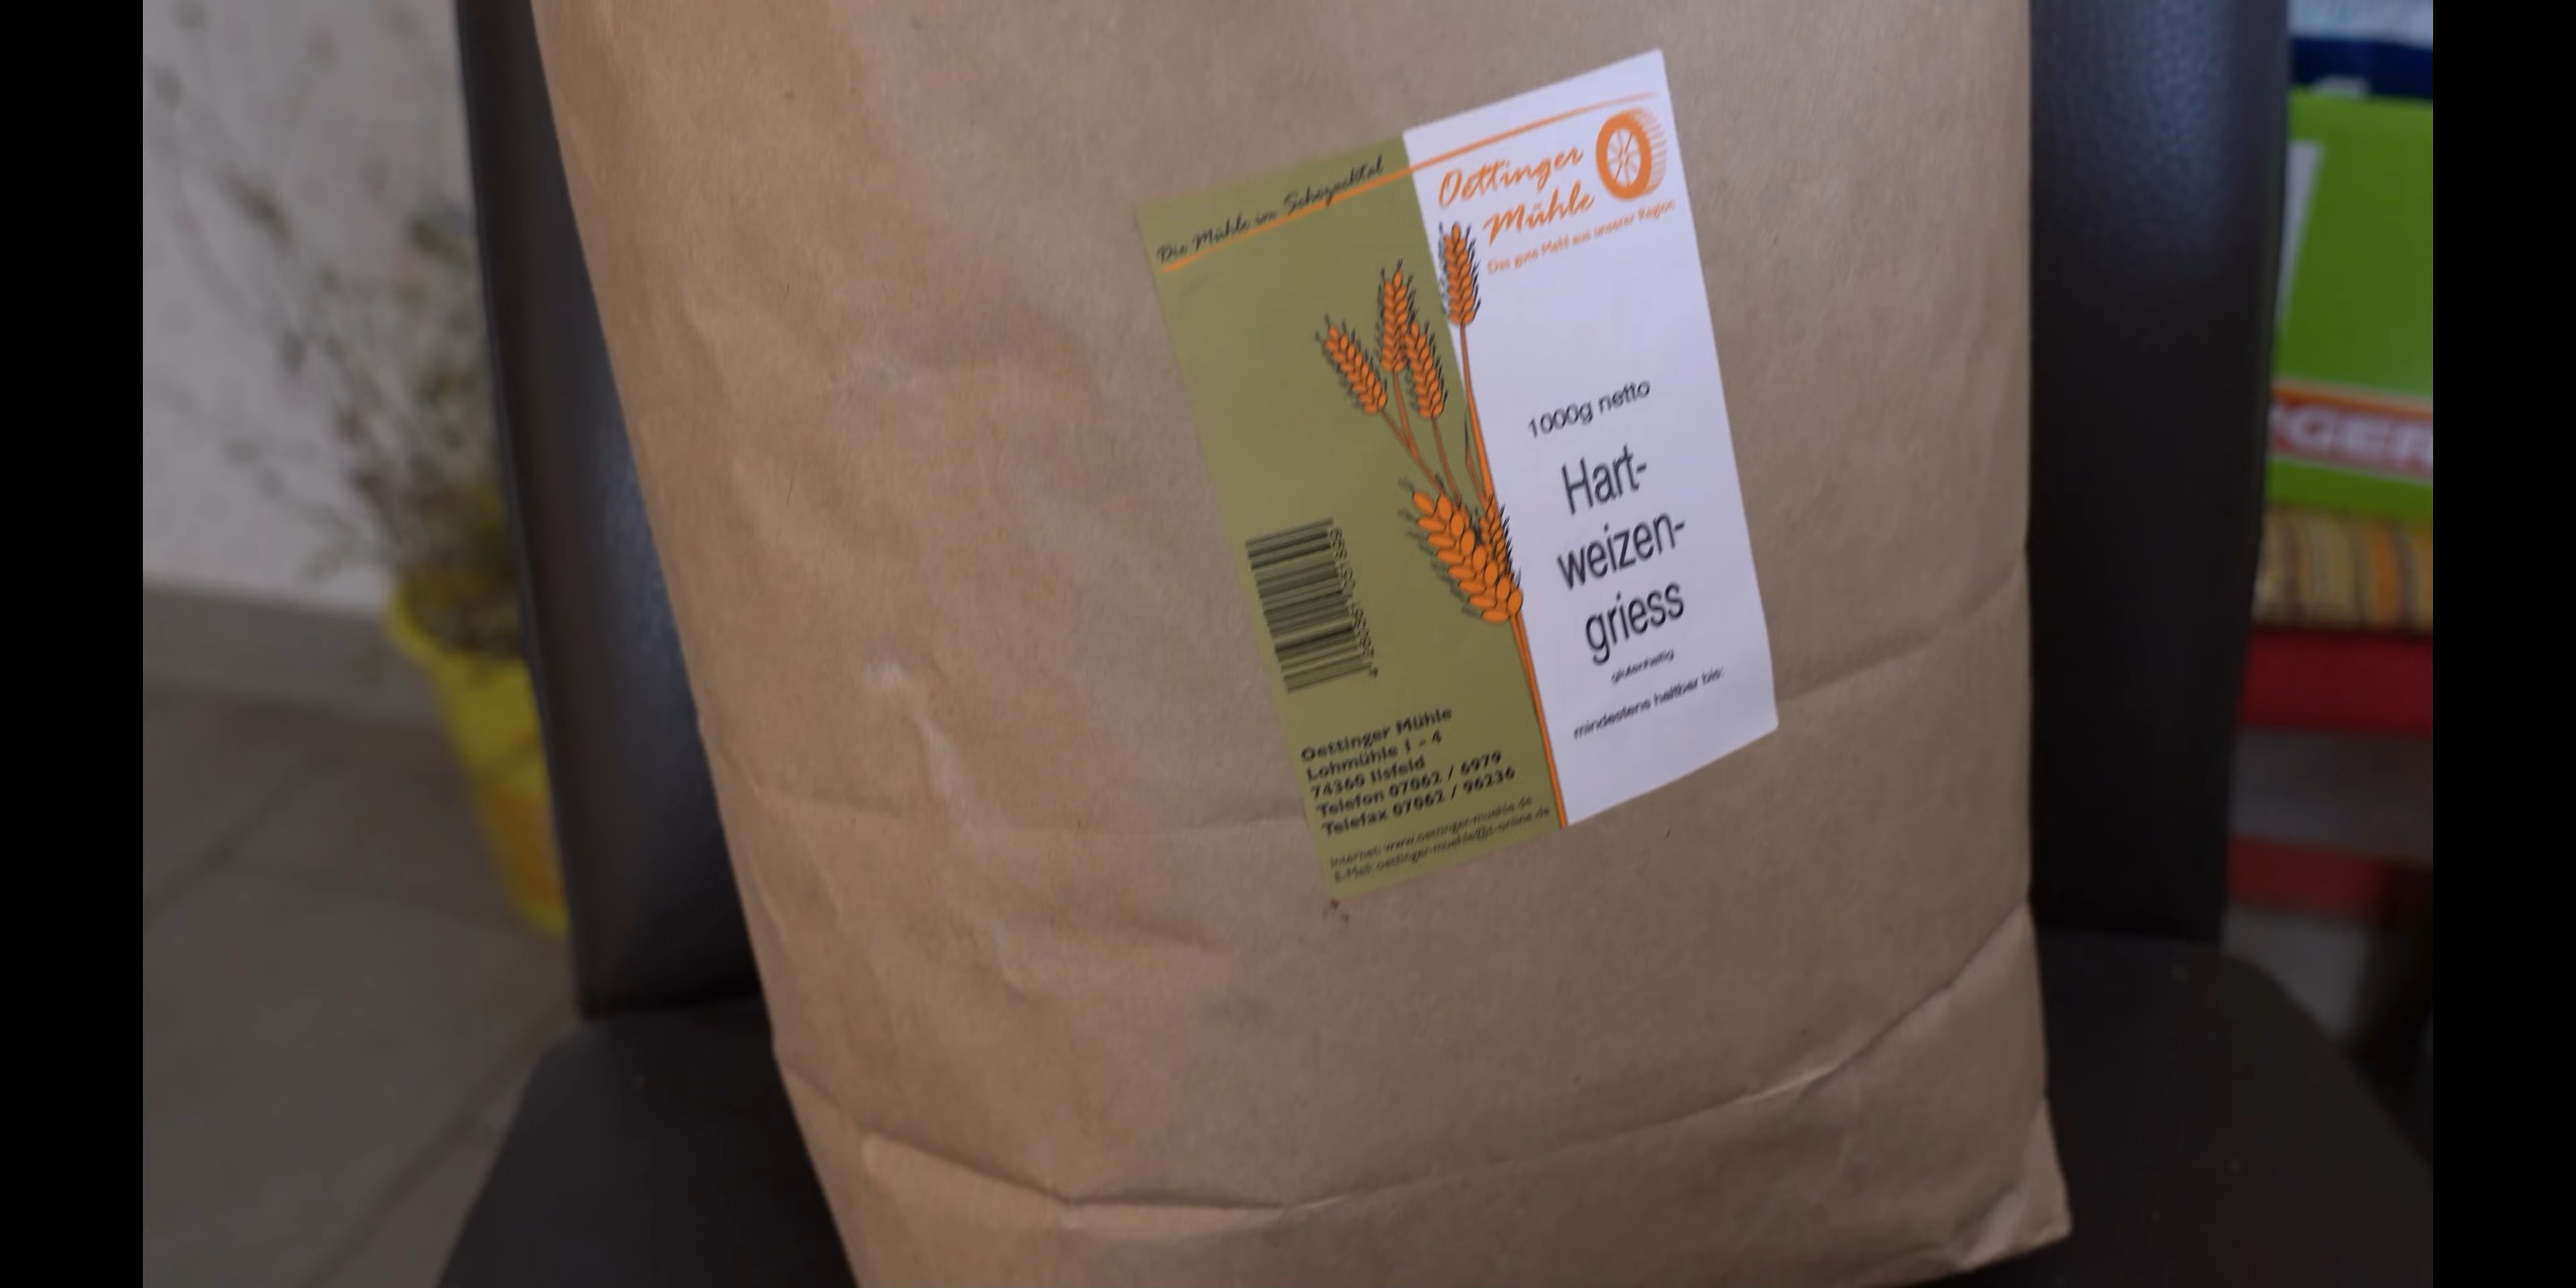 Die Mühle im Schozachtal
Oettinger
Mühle
Das gute Mehl aus unserer Region
1000g netto
Hart-
weizen-
griess
glutenhaltig
mindestens haltbar bis:
Oettinger Mühle
Lohmühle 1 - 4
74360 Ilsfeld
Telefon 07062 / 6979
Telefax 07062 / 96236
Internet: www.oettinger-muehle.de
E-Mail: oettinger-muehle@t-online.de
GER